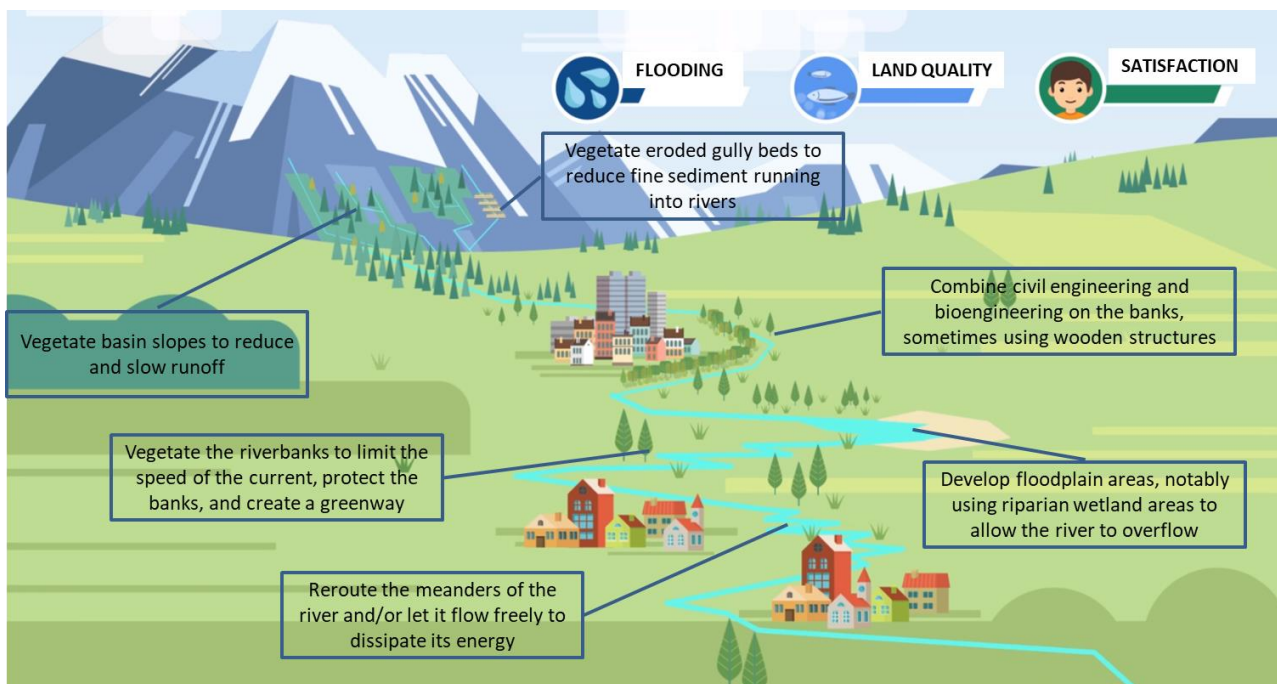 FLOODING
LAND QUALITY
SATISFACTION
Vegetate eroded gully beds to
reduce fine sediment running
into rivers
Combine civil engineering and
bioengineering on the banks,
sometimes using wooden structures
Vegetate basin slopes to reduce
and slow runoff
Vegetate the riverbanks to limit the
speed of the current, protect the
banks, and create a greenway
Develop floodplain areas, notably
using riparian wetland areas to
allow the river to overflow
Reroute the meanders of the
river and/or let it flow freely to
dissipate its energy